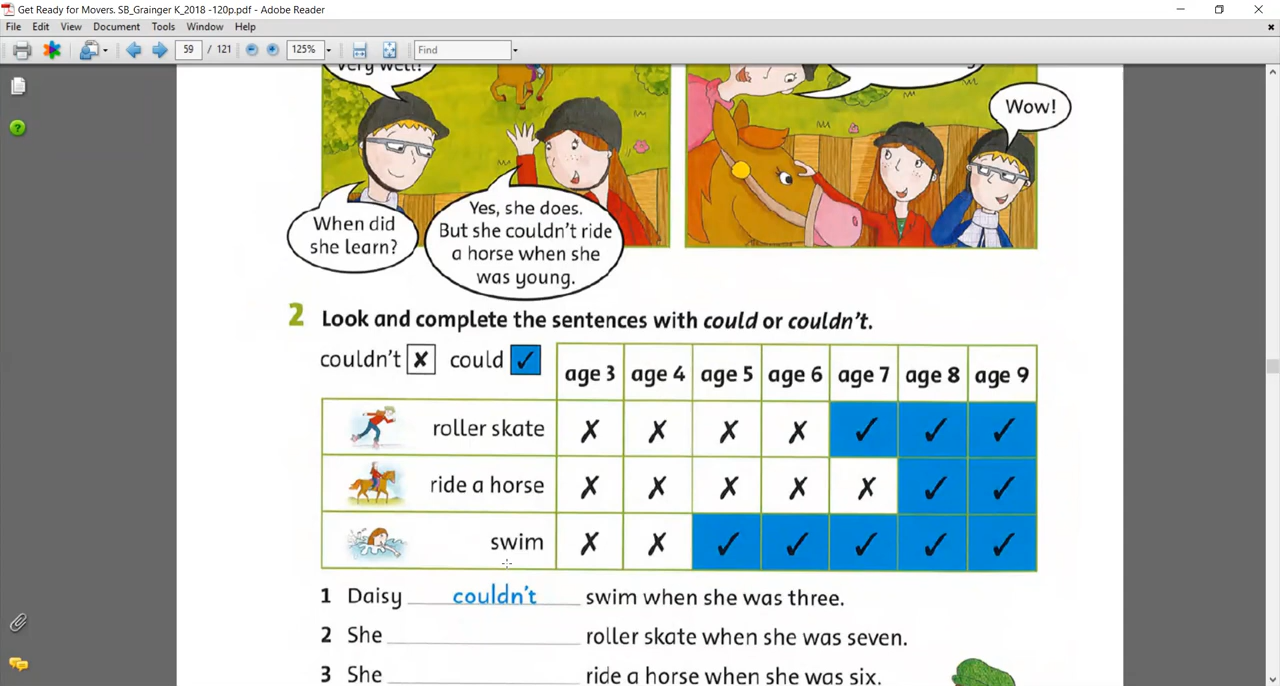 Get Ready for Movers. SB_Grainger K_2018 -120p.pdf - Adobe Reader
File Edit View Document Tools Window Help
59 / 121 125% Find
Very well!
Wow!
When did
she learn?
Yes, she does.
But she couldn't ride
a horse when she
was young.
2 Look and complete the sentences with could or couldn't.
couldn't ✗ could ✓ age 3 age 4 age 5 age 6 age 7 age 8 age 9
roller skate ✗ ✗ ✗ ✗ ✓ ✓ ✓
ride a horse ✗ ✗ ✗ ✗ ✗ ✓ ✓
swim ✗ ✗ ✓ ✓ ✓ ✓ ✓
1 Daisy couldn't swim when she was three.
2 She ____________ roller skate when she was seven.
3 She ____________ ride a horse when she was six.